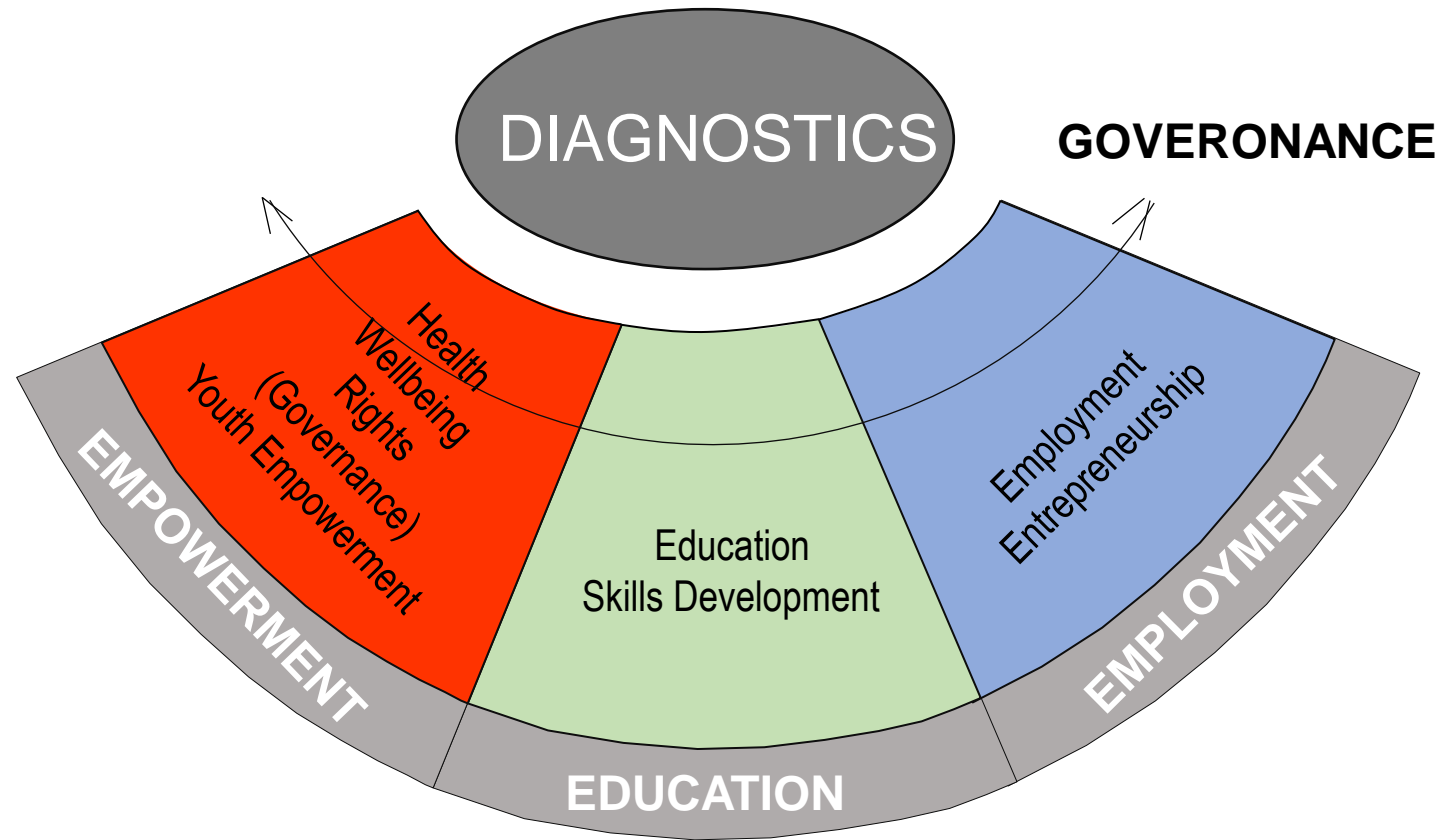 DIAGNOSTICS
GOVERONANCE
Health
Wellbeing
Rights
(Governance)
Youth Empowerment
Education
Skills Development
Employment
Entrepreneurship
EMPOWERMENT
EDUCATION
EMPLOYMENT